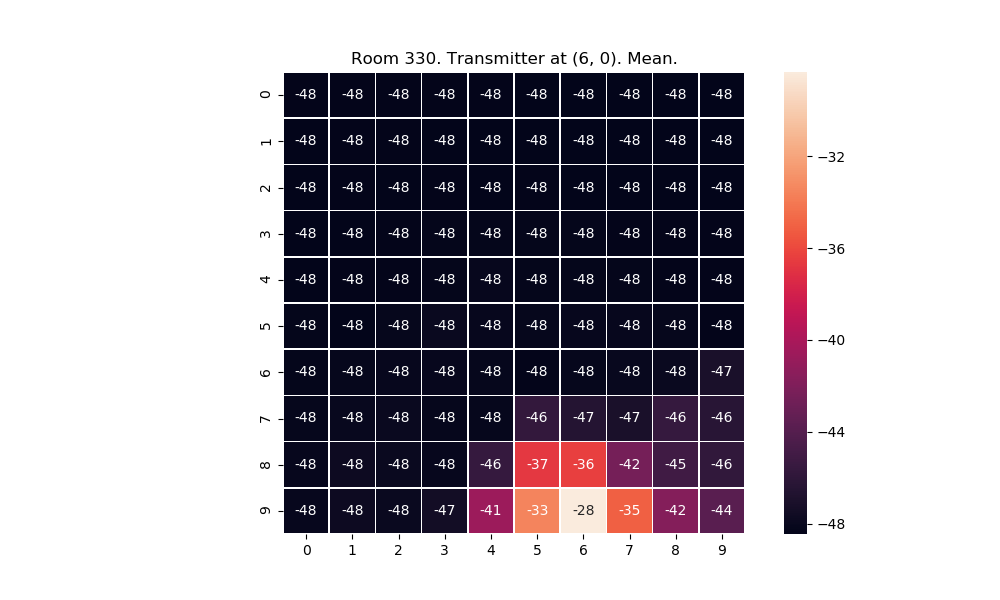 Room 330. Transmitter at (6, 0). Mean.
0 -48 -48 -48 -48 -48 -48 -48 -48 -48 -48
1 -48 -48 -48 -48 -48 -48 -48 -48 -48 -48
−32
2 -48 -48 -48 -48 -48 -48 -48 -48 -48 -48
3 -48 -48 -48 -48 -48 -48 -48 -48 -48 -48
−36
4 -48 -48 -48 -48 -48 -48 -48 -48 -48 -48
5 -48 -48 -48 -48 -48 -48 -48 -48 -48 -48
−40
6 -48 -48 -48 -48 -48 -48 -48 -48 -48 -47
7 -48 -48 -48 -48 -48 -46 -47 -47 -46 -46
−44
8 -48 -48 -48 -48 -46 -37 -36 -42 -45 -46
9 -48 -48 -48 -47 -41 -33 -28 -35 -42 -44
−48
0 1 2 3 4 5 6 7 8 9